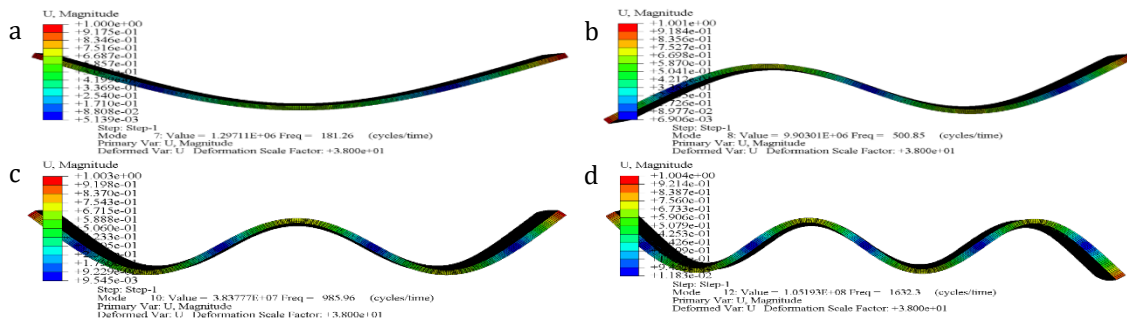 a
U, Magnitude
+1.000e+00
+9.175e-01
+8.346e-01
+7.516e-01
+6.687e-01
+3.369e-01
+2.540e-01
+1.710e-01
+8.808e-02
+5.139e-03
Step: Step-1
Mode 7: Value = 1.29711E+06 Freq = 181.26 (cycles/time)
Primary Var: U, Magnitude
Deformed Var: U Deformation Scale Factor: +3.800e+01
b
U, Magnitude
+1.001e+00
+9.184e-01
+8.356e-01
+7.527e-01
+6.698e-01
+5.870e-01
+5.041e-01
+8.977e-02
+6.906e-03
Step: Step-1
Mode 8: Value = 9.90301E+06 Freq = 500.85 (cycles/time)
Primary Var: U, Magnitude
Deformed Var: U Deformation Scale Factor: +3.800e+01
c
U, Magnitude
+1.003e+00
+9.198e-01
+8.370e-01
+7.543e-01
+6.715e-01
+5.888e-01
+5.060e-01
+9.545e-03
Step: Step-1
Mode 10: Value = 3.83777E+07 Freq = 985.96 (cycles/time)
Primary Var: U, Magnitude
Deformed Var: U Deformation Scale Factor: +3.800e+01
d
U, Magnitude
+1.004e+00
+9.214e-01
+8.387e-01
+7.560e-01
+6.733e-01
+5.906e-01
+5.079e-01
+1.183e-02
Step: Step-1
Mode 12: Value = 1.05193E+08 Freq = 1632.3 (cycles/time)
Primary Var: U, Magnitude
Deformed Var: U Deformation Scale Factor: +3.800e+01